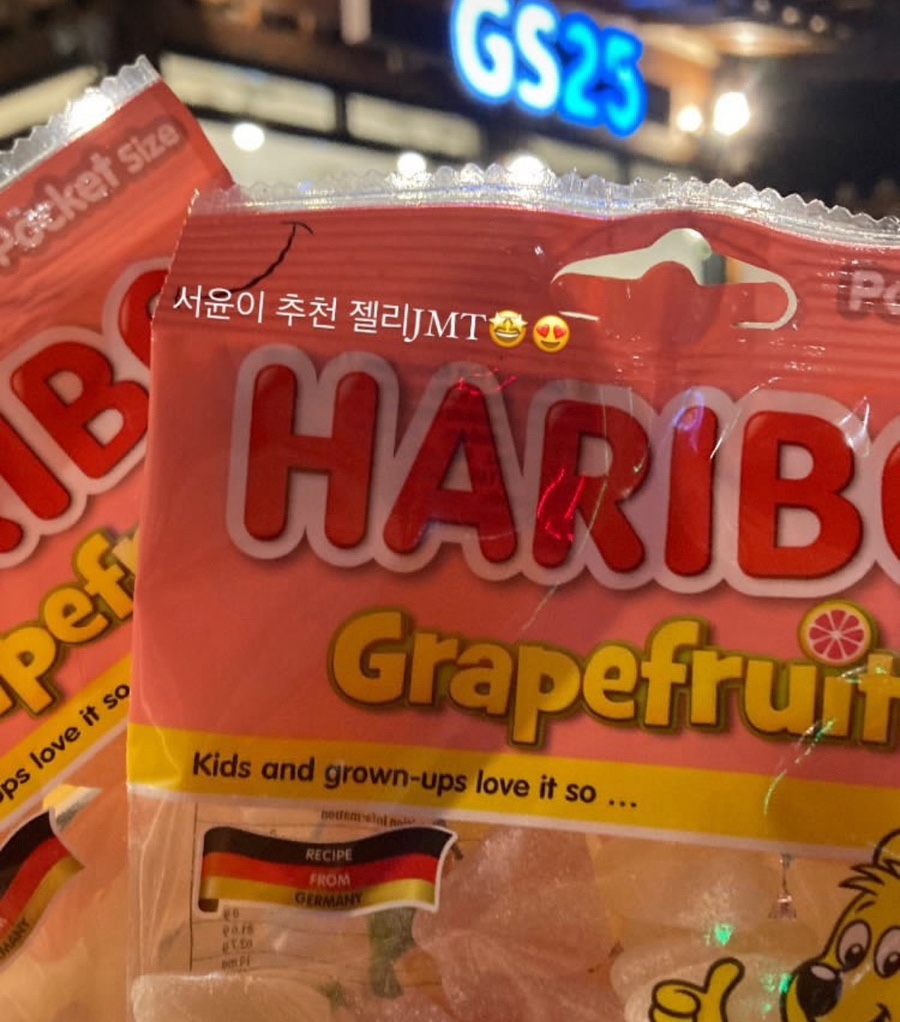 GS25
Pocket Size
서윤이 추천 젤리JMT🤩😍
HARIBO
Grapefruit
Kids and grown-ups love it so ...
RECIPE
FROM
GERMANY